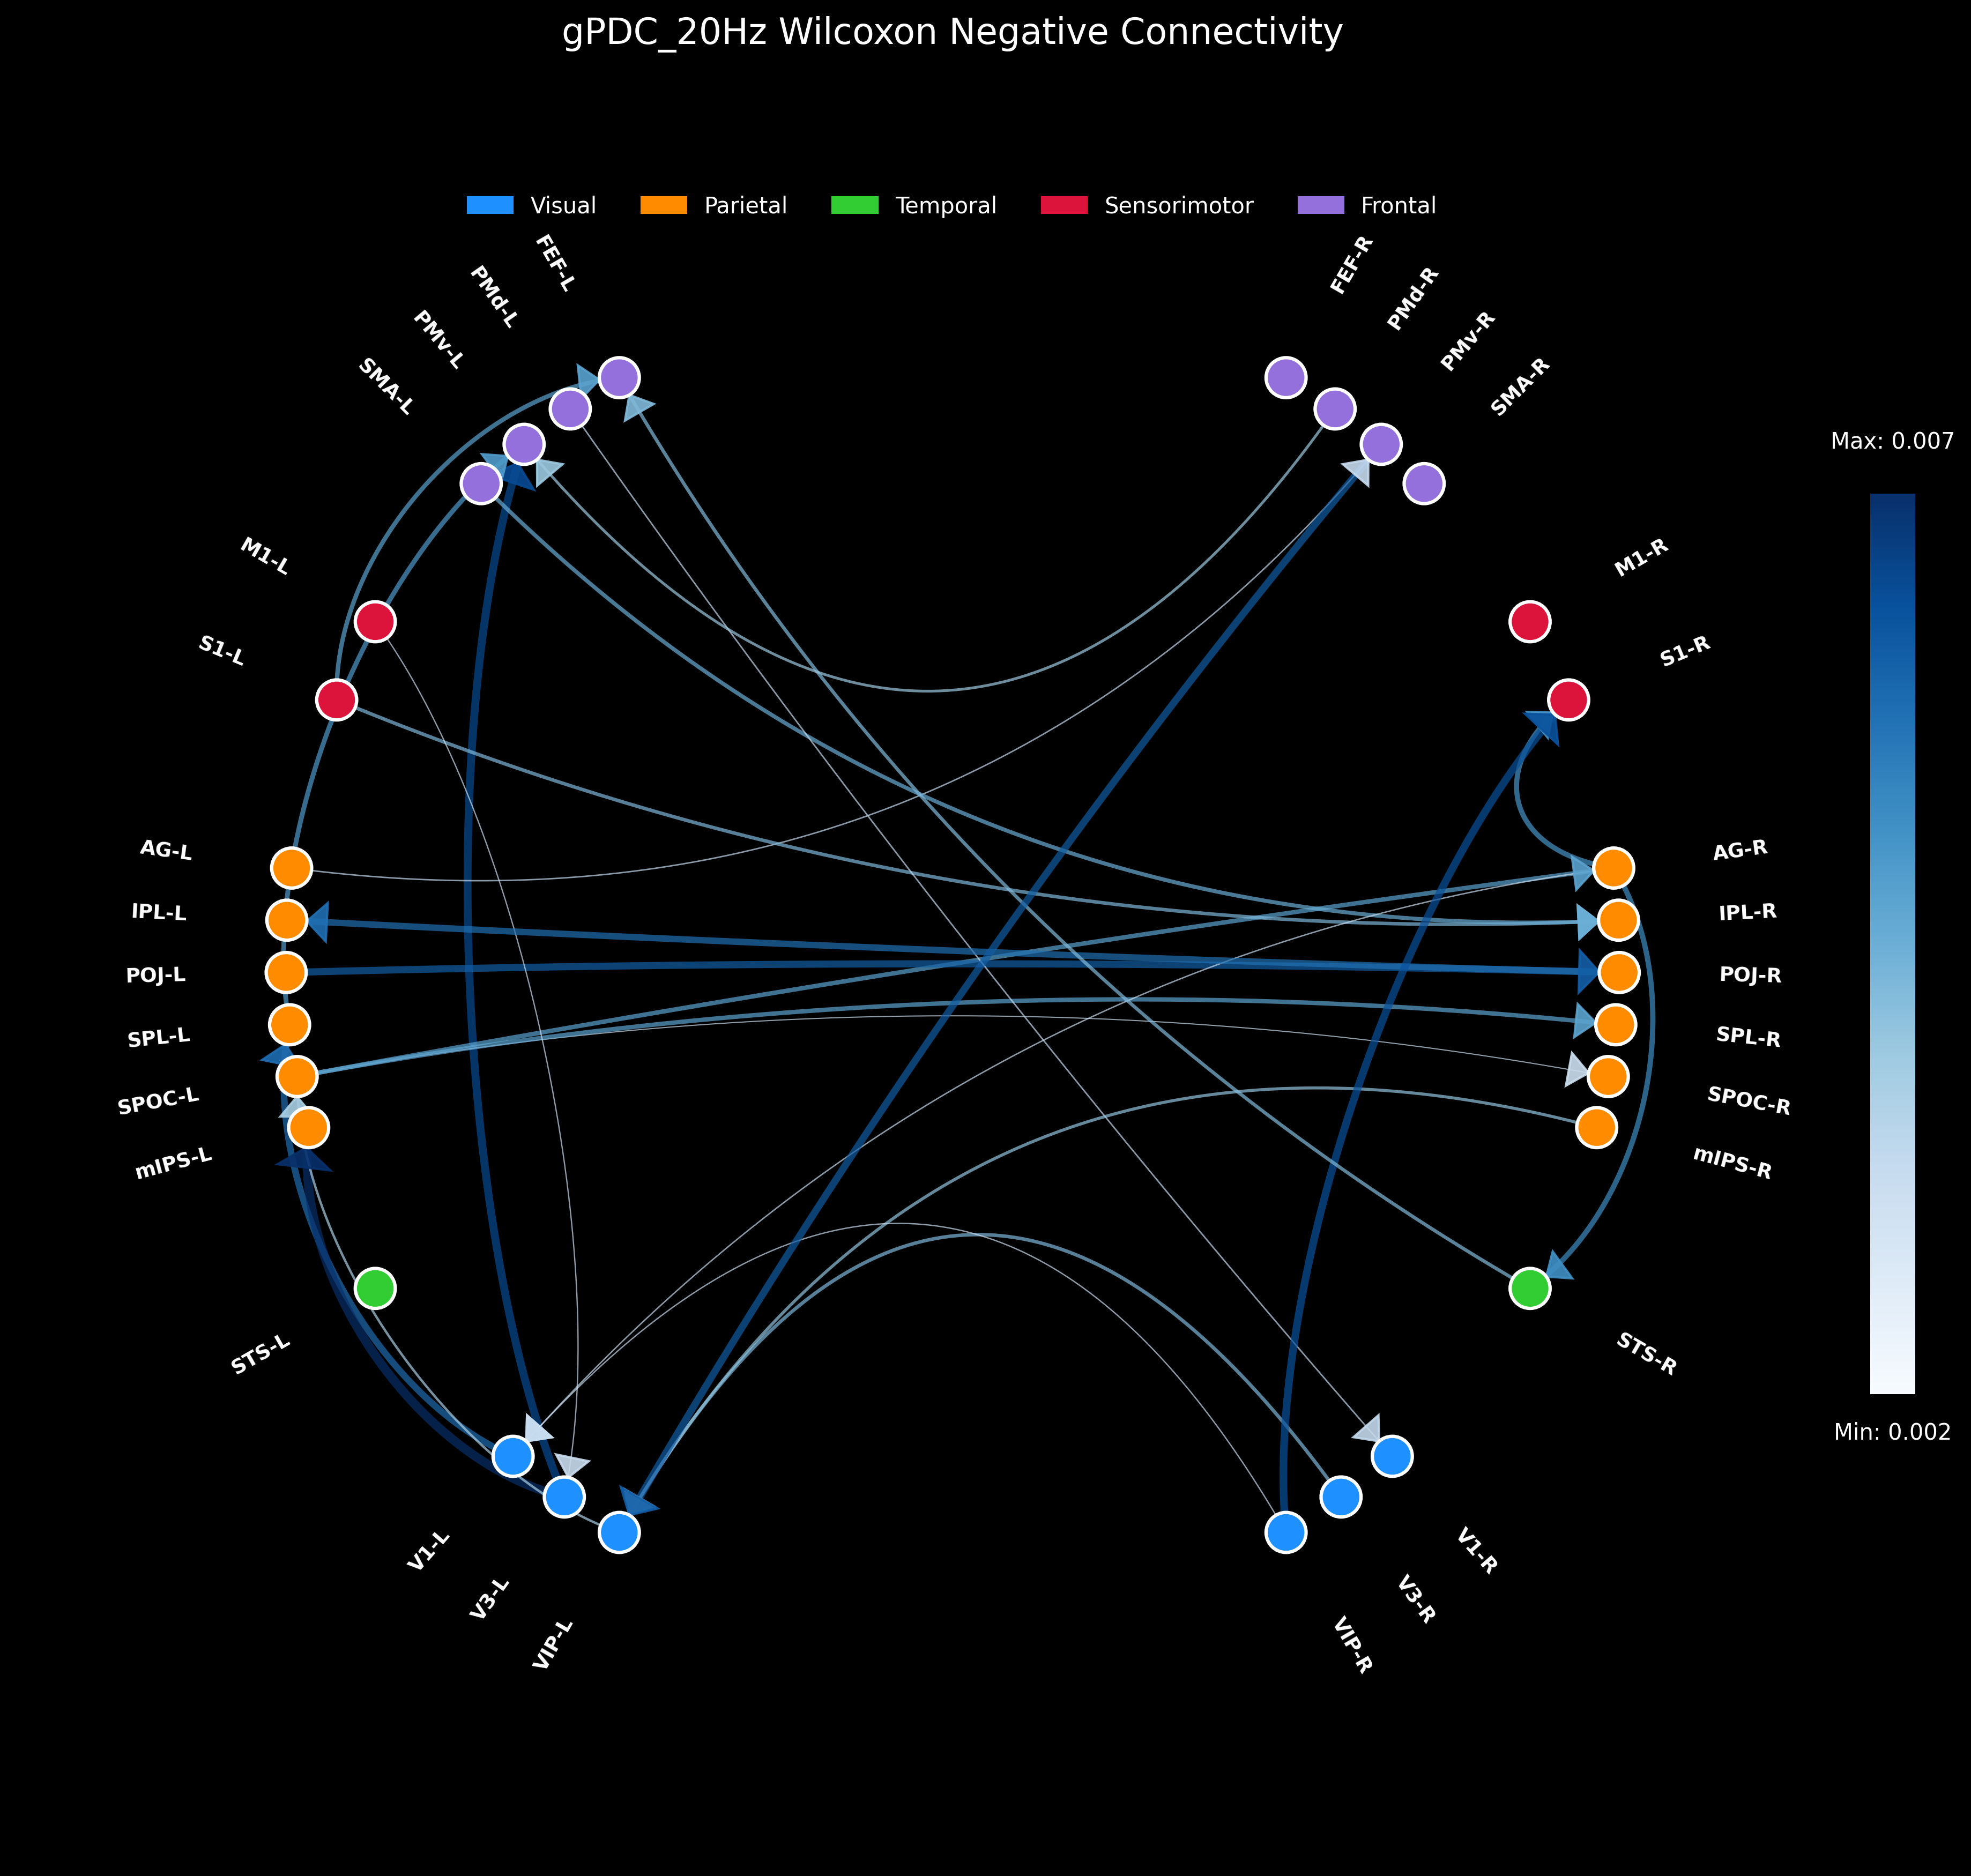 gPDC_20Hz Wilcoxon Negative Connectivity
Visual Parietal Temporal Sensorimotor Frontal
FEF-L
PMd-L
PMv-L
SMA-L
M1-L
S1-L
AG-L
IPL-L
POJ-L
SPL-L
SPOC-L
mIPS-L
STS-L
V1-L
V3-L
VIP-L
FEF-R
PMd-R
PMv-R
SMA-R
M1-R
S1-R
AG-R
IPL-R
POJ-R
SPL-R
SPOC-R
mIPS-R
STS-R
V1-R
V3-R
VIP-R
Max: 0.007
Min: 0.002